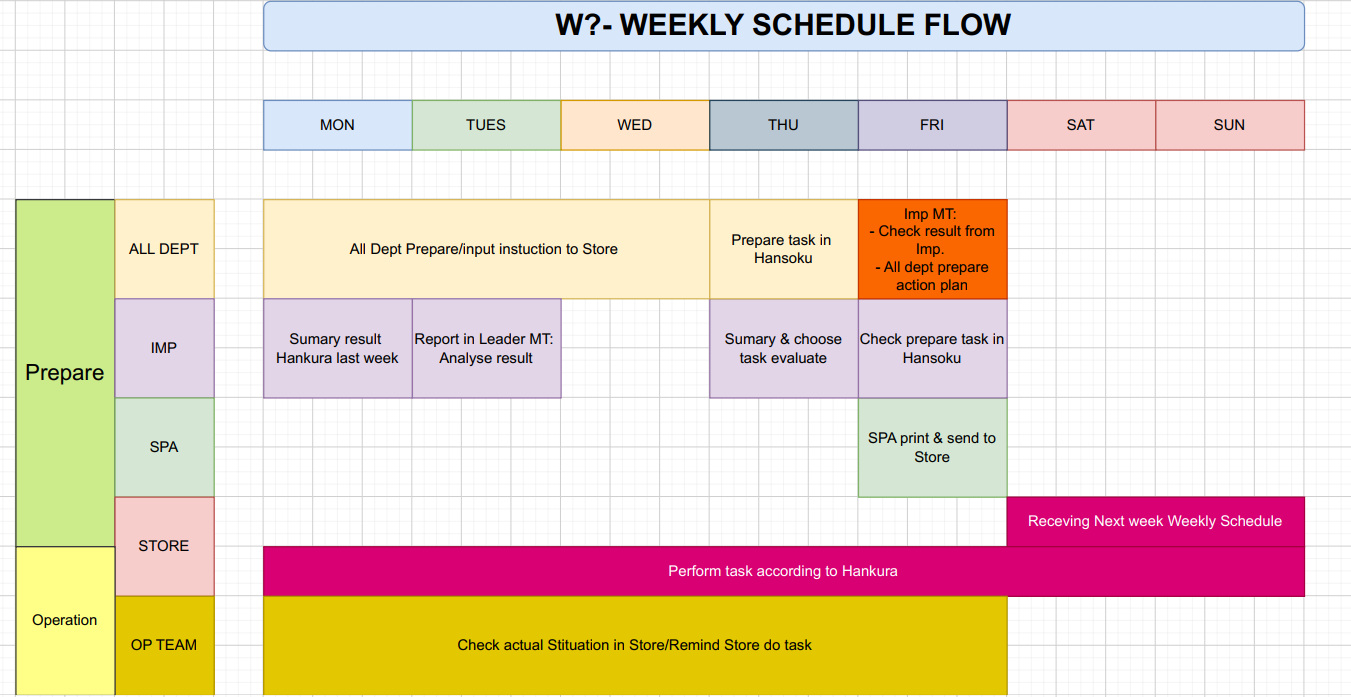 W?- WEEKLY SCHEDULE FLOW
MON
TUES
WED
THU
FRI
SAT
SUN
Prepare
ALL DEPT
All Dept Prepare/input instuction to Store
Prepare task in
Hansoku
Imp MT:
- Check result from
Imp.
- All dept prepare
action plan
IMP
Sumary result
Hankura last week
Report in Leader MT:
Analyse result
Sumary & choose
task evaluate
Check prepare task in
Hansoku
SPA
SPA print & send to
Store
STORE
Receving Next week Weekly Schedule
Perform task according to Hankura
Operation
OP TEAM
Check actual Stituation in Store/Remind Store do task